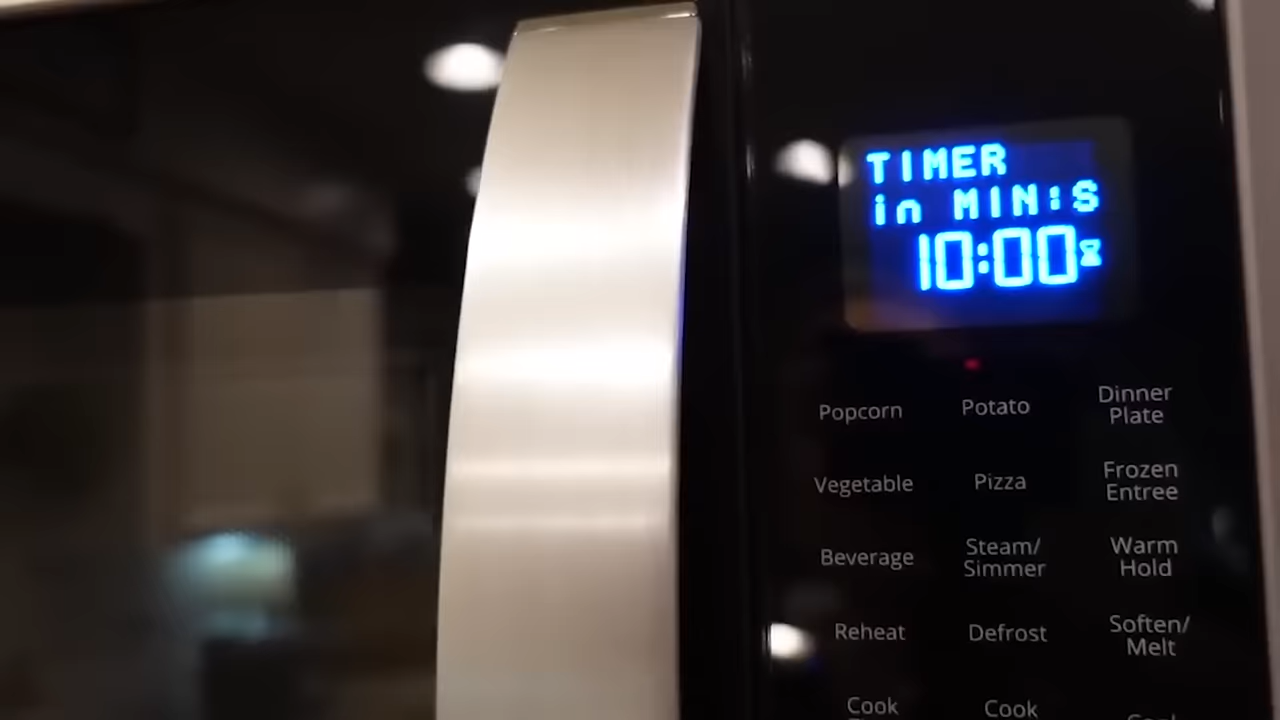 TIMER
in MIN:S
10:00
Popcorn
Potato
Dinner
Plate
Vegetable
Pizza
Frozen
Entree
Beverage
Steam/
Simmer
Warm
Hold
Reheat
Defrost
Soften/
Melt
Cook
Cook